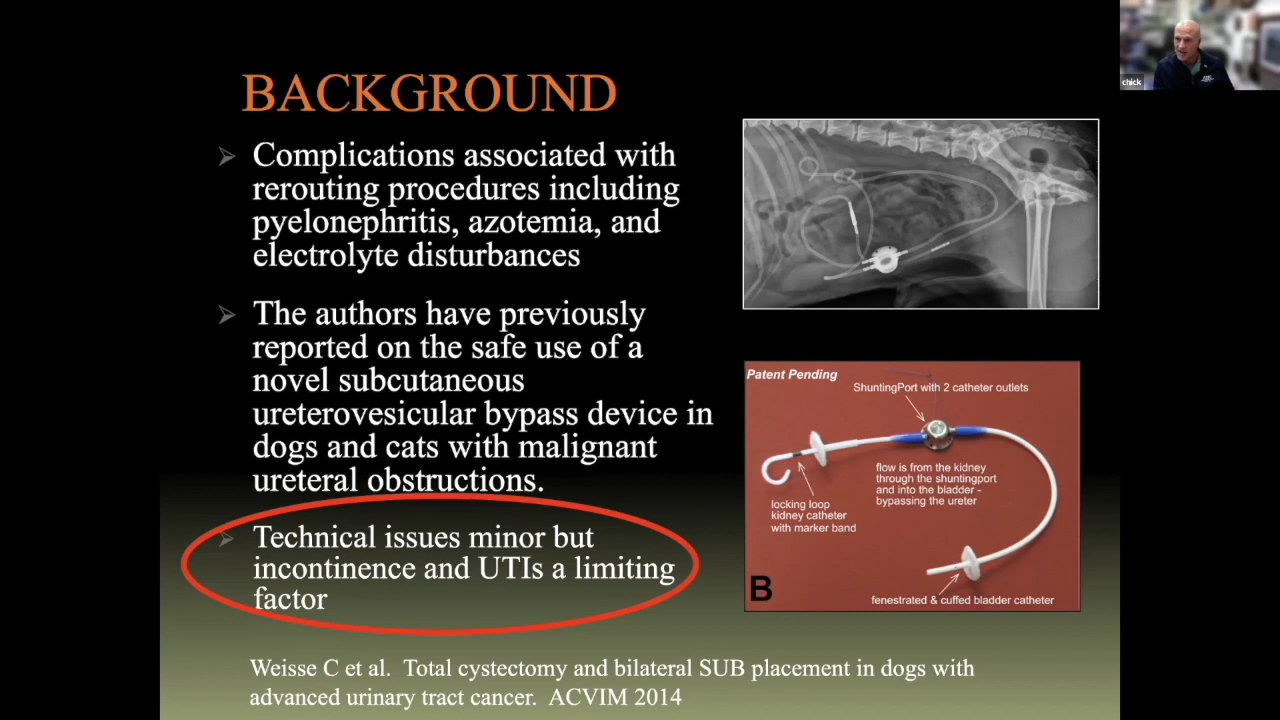 BACKGROUND
Complications associated with
rerouting procedures including
pyelonephritis, azotemia, and
electrolyte disturbances
The authors have previously
reported on the safe use of a
novel subcutaneous
ureterovesicular bypass device in
dogs and cats with malignant
ureteral obstructions.
Technical issues minor but
incontinence and UTIs a limiting
factor
Weisse C et al. Total cystectomy and bilateral SUB placement in dogs with
advanced urinary tract cancer. ACVIM 2014
Patent Pending
ShuntingPort with 2 catheter outlets
flow is from the kidney
through the shuntingport
and into the bladder -
bypassing the ureter
locking loop
kidney catheter
with marker band
B
fenestrated & cuffed bladder catheter
chick